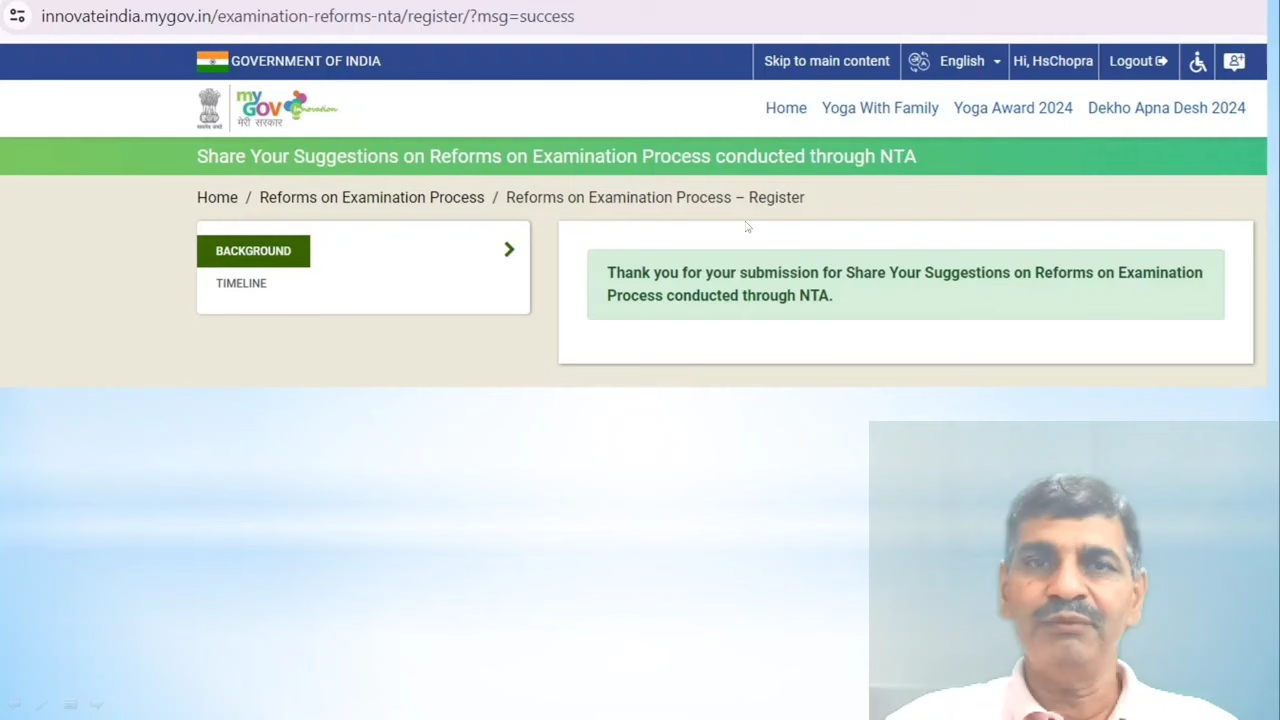 innovateindia.mygov.in/examination-reforms-nta/register/?msg=success
GOVERNMENT OF INDIA
Skip to main content
English
Hi, HsChopra
Logout
my
GOV
मेरी सरकार
innovation
Home
Yoga With Family
Yoga Award 2024
Dekho Apna Desh 2024
Share Your Suggestions on Reforms on Examination Process conducted through NTA
Home / Reforms on Examination Process / Reforms on Examination Process – Register
BACKGROUND
TIMELINE
Thank you for your submission for Share Your Suggestions on Reforms on Examination
Process conducted through NTA.